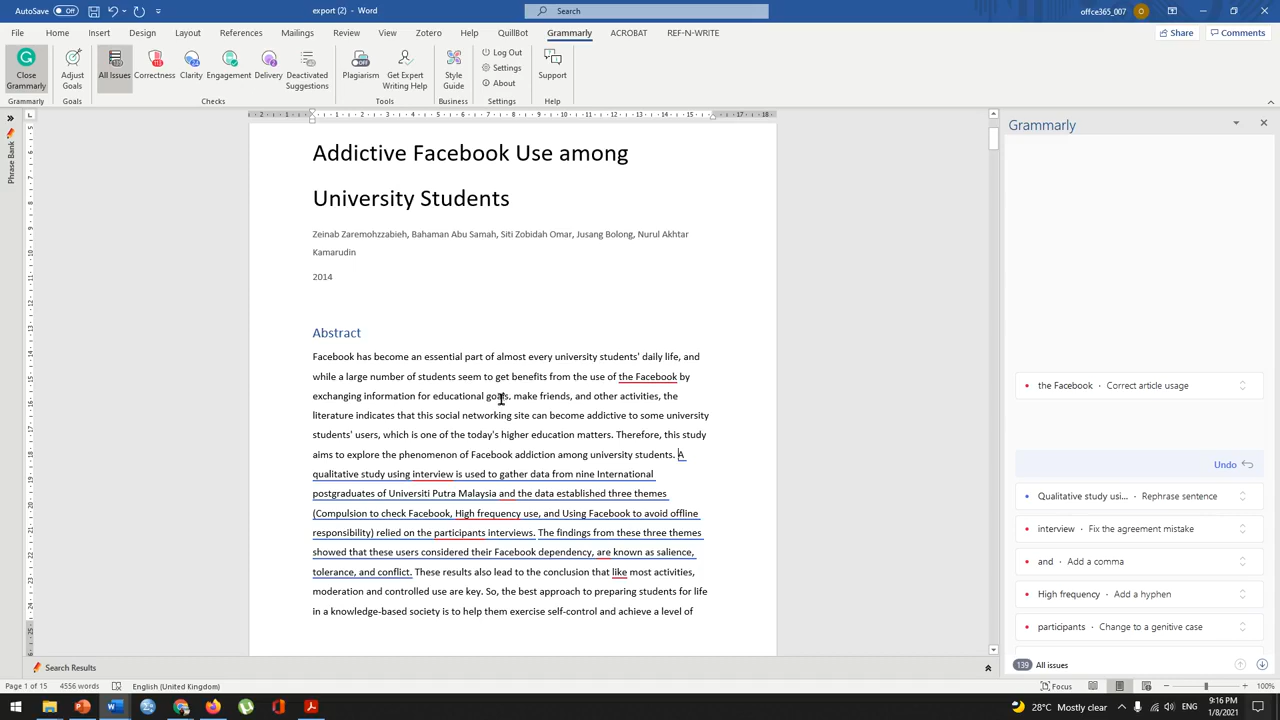 AutoSave Off
export (2) - Word
Search
offce365_007
File Home Insert Draw Design Layout References Mailings Review View Zotero Help QuillBot Grammarly ACROBAT REF-N-WRITE
Share Comments
Close Grammarly
Adjust Goals
All Issues
Correctness
Clarity
Engagement
Delivery
Deactivated Suggestions
Plagiarism
Get Expert Writing Help
Style Guide
Log Out
Settings
About
Support
Grammarly Goals Checks Tools Business Settings Help
Phrase Bank
Addictive Facebook Use among
University Students
Zeinab Zaremohzzabieh, Bahaman Abu Samah, Siti Zobidah Omar, Jusang Bolong, Nurul Akhtar
Kamarudin
2014
Abstract
Facebook has become an essential part of almost every university students' daily life, and
while a large number of students seem to get benefits from the use of the Facebook by
exchanging information for educational goals, make friends, and other activities, the
literature indicates that this social networking site can become addictive to some university
students' users, which is one of the today's higher education matters. Therefore, this study
aims to explore the phenomenon of Facebook addiction among university students. A
qualitative study using interview is used to gather data from nine International
postgraduates of Universiti Putra Malaysia and the data established three themes
(Compulsion to check Facebook, High frequency use, and Using Facebook to avoid offline
responsibility) relied on the participants interviews. The findings from these three themes
showed that these users considered their Facebook dependency, are known as salience,
tolerance, and conflict. These results also lead to the conclusion that like most activities,
moderation and controlled use are key. So, the best approach to preparing students for life
in a knowledge-based society is to help them exercise self-control and achieve a level of
Grammarly
the Facebook · Correct article usage
Undo
Qualitative study usi... · Rephrase sentence
interview · Fix the agreement mistake
and · Add a comma
High frequency · Add a hyphen
participants · Change to a genitive case
139 All issues
Search Results
Page 1 of 15 4556 words English (United Kingdom)
Focus
100%
28°C Mostly clear
9:16 PM
1/8/2021